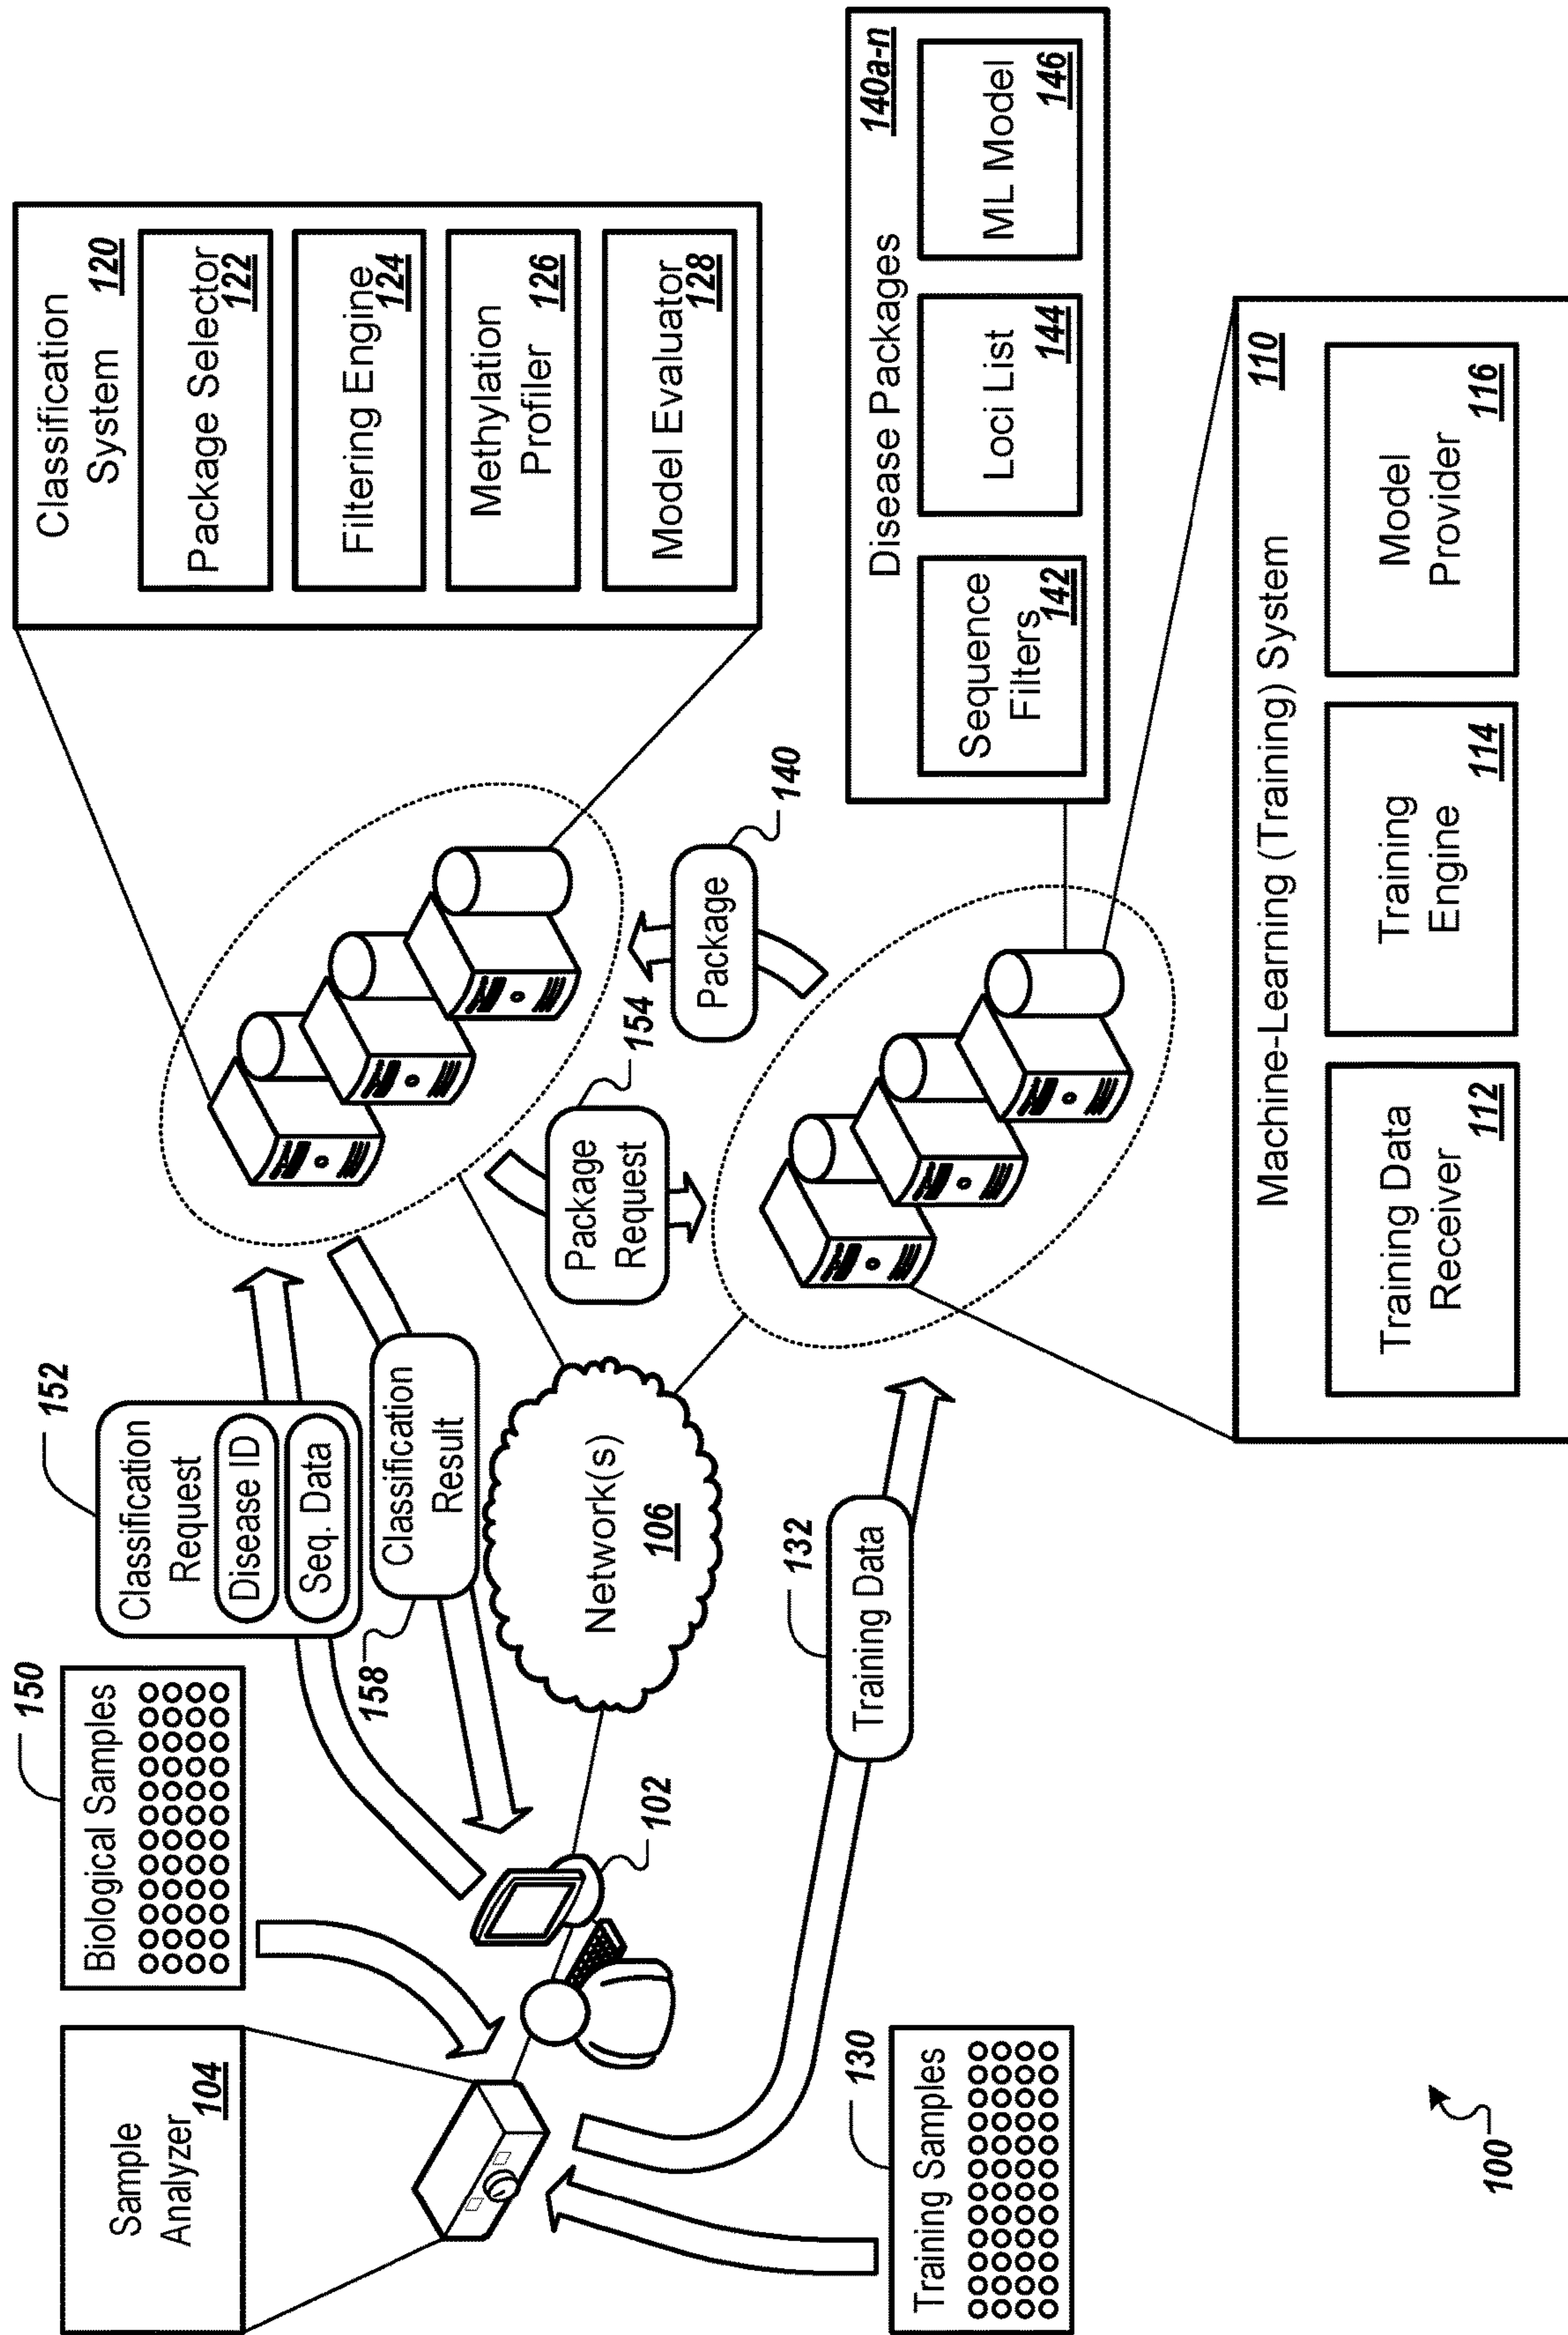 Sample
Analyzer
104
Biological Samples
150
Classification
Request
Disease ID
Seq. Data
152
Classification
Result
158
Classification
System
120
Package Selector
122
Filtering Engine
124
Methylation
Profiler
126
Model Evaluator
128
102
Network(s)
106
Package
Request
154
Package
140
Disease Packages
140a-n
Sequence
Filters
142
Loci List
144
ML Model
146
Training Samples
130
Training Data
132
Machine-Learning (Training) System
110
Training Data
Receiver
112
Training
Engine
114
Model
Provider
116
100